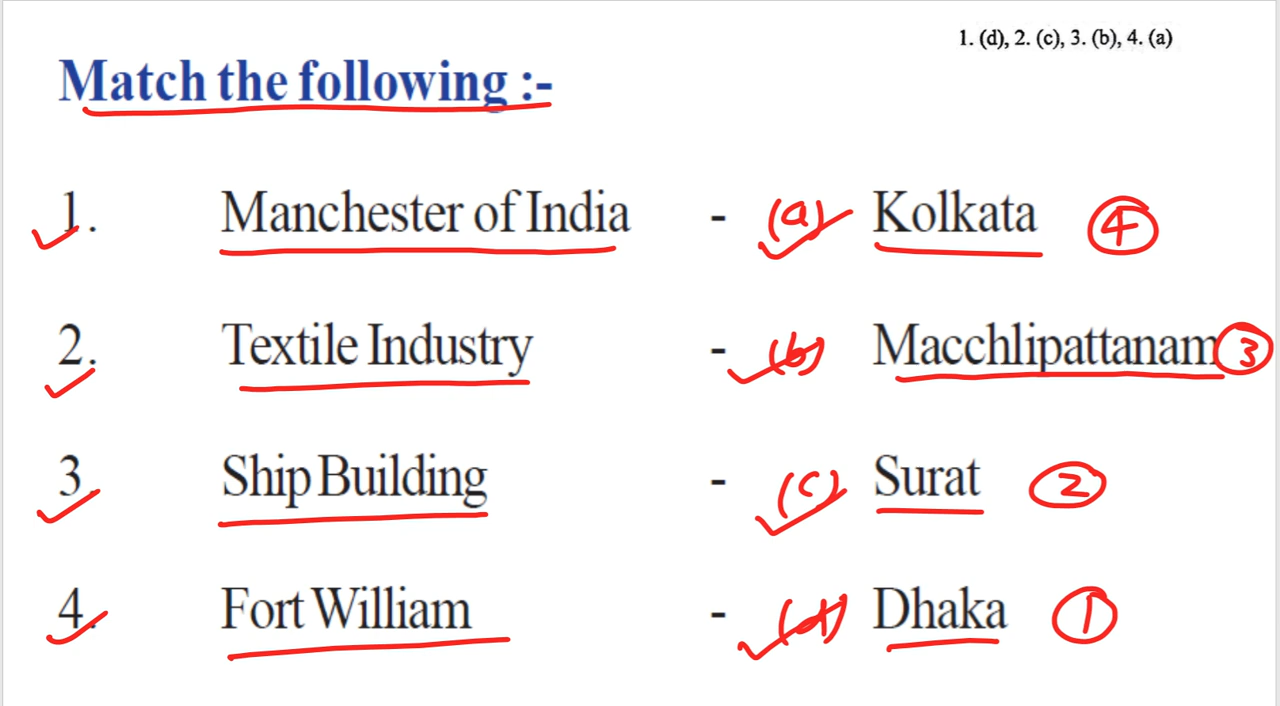 1. (d), 2. (c), 3. (b), 4. (a)
Match the following :-
1. Manchester of India - (a) Kolkata 4
2. Textile Industry - (b) Macchlipattanam 3
3. Ship Building - (c) Surat 2
4. Fort William - (d) Dhaka 1